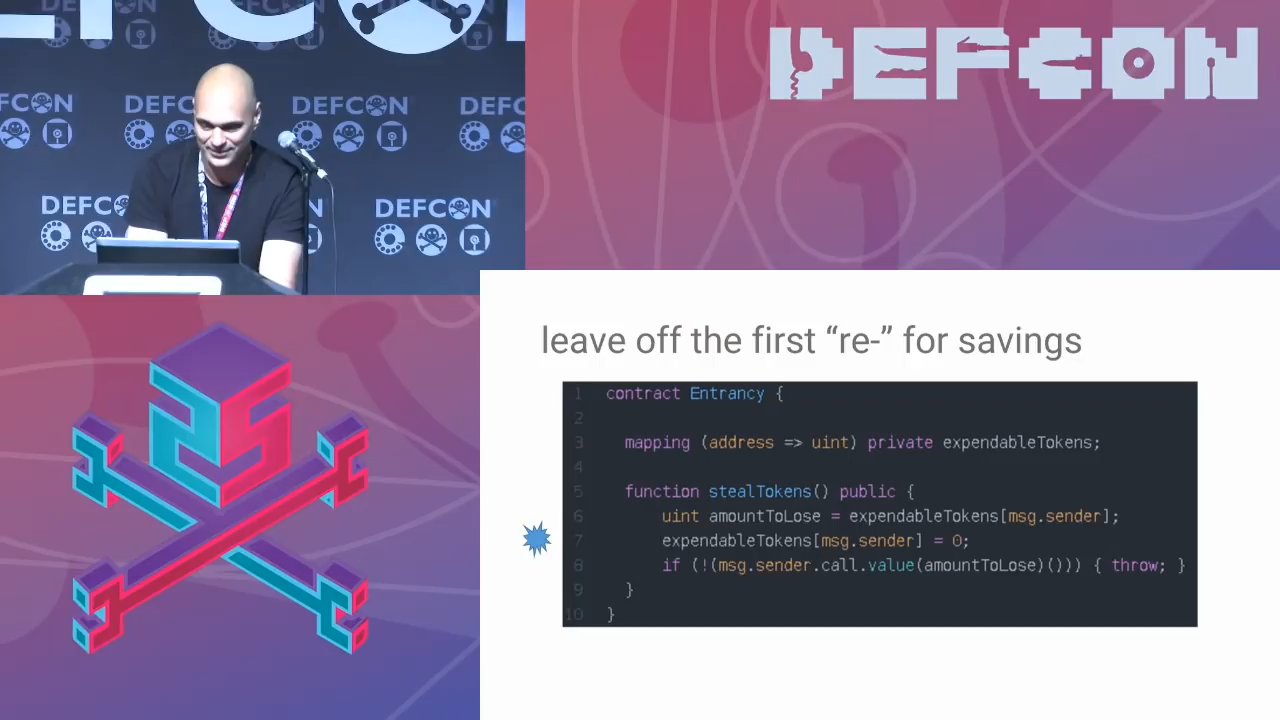 DEFCON
DEFCON
DEFCON
DEFCON
DEFCON
leave off the first “re-” for savings
1 contract Entrancy {
2
3 mapping (address => uint) private expendableTokens;
4
5 function stealTokens() public {
6 uint amountToLose = expendableTokens[msg.sender];
7 expendableTokens[msg.sender] = 0;
8 if (!(msg.sender.call.value(amountToLose)())) { throw; }
9 }
10 }